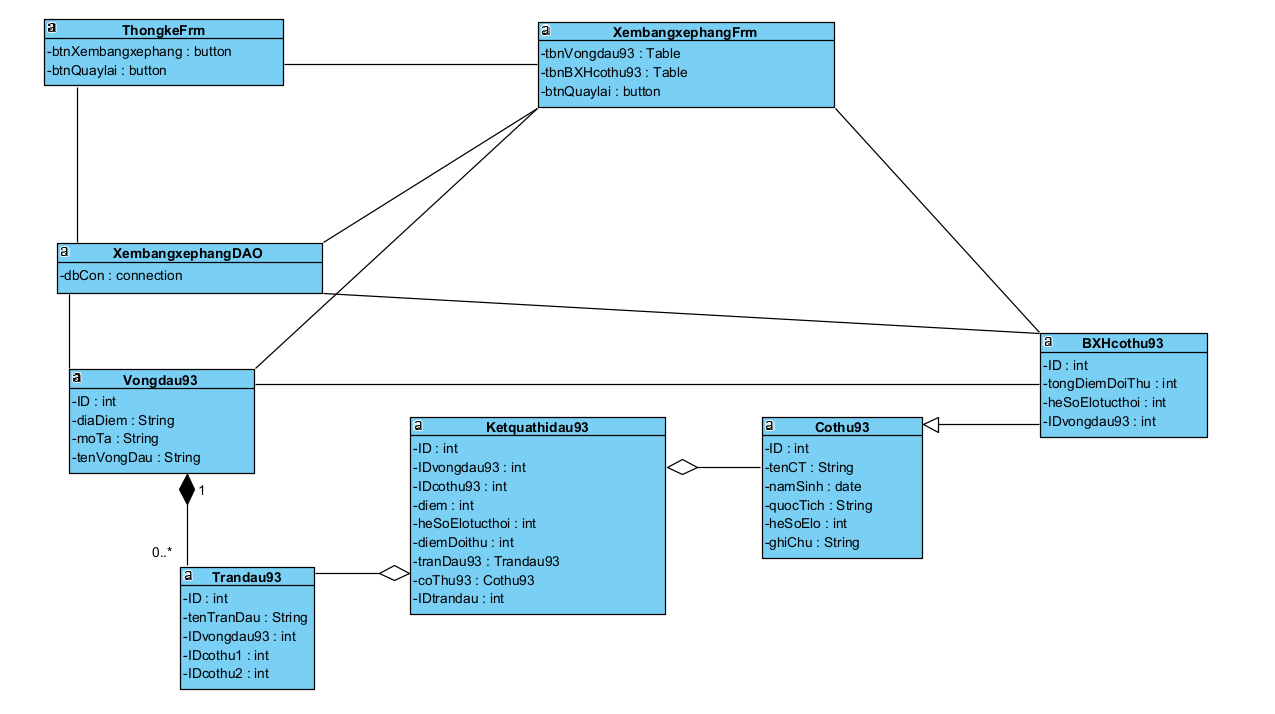 a ThongkeFrm
-btnXembangxephang : button
-btnQuaylai : button
a XembangxephangFrm
-tbnVongdau93 : Table
-tbnBXHcothu93 : Table
-btnQuaylai : button
a XembangxephangDAO
-dbCon : connection
a BXHcothu93
-ID : int
-tongDiemDoiThu : int
-heSoElotucthoi : int
-IDvongdau93 : int
a Vongdau93
-ID : int
-diaDiem : String
-moTa : String
-tenVongDau : String
a Ketquathidau93
-ID : int
-IDvongdau93 : int
-IDcothu93 : int
-diem : int
-heSoElotucthoi : int
-diemDoithu : int
-tranDau93 : Trandau93
-coThu93 : Cothu93
-IDtrandau : int
a Cothu93
-ID : int
-tenCT : String
-namSinh : date
-quocTich : String
-heSoElo : int
-ghiChu : String
1
0..*
a Trandau93
-ID : int
-tenTranDau : String
-IDvongdau93 : int
-IDcothu1 : int
-IDcothu2 : int